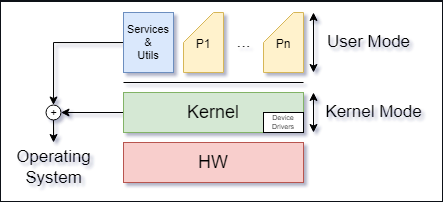 Services
&
Utils
P1
...
Pn
User Mode
Kernel
Device
Drivers
Kernel Mode
+
Operating
System
HW